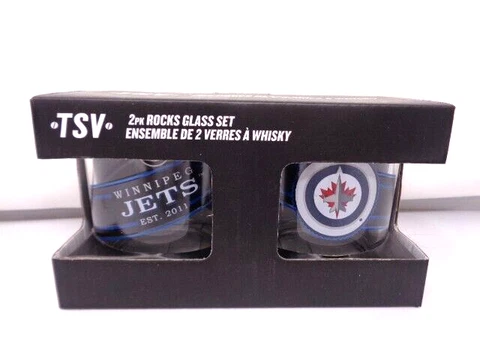 TSV
2PK ROCKS GLASS SET
ENSEMBLE DE 2 VERRES À WHISKY
WINNIPEG
JETS
EST. 2011